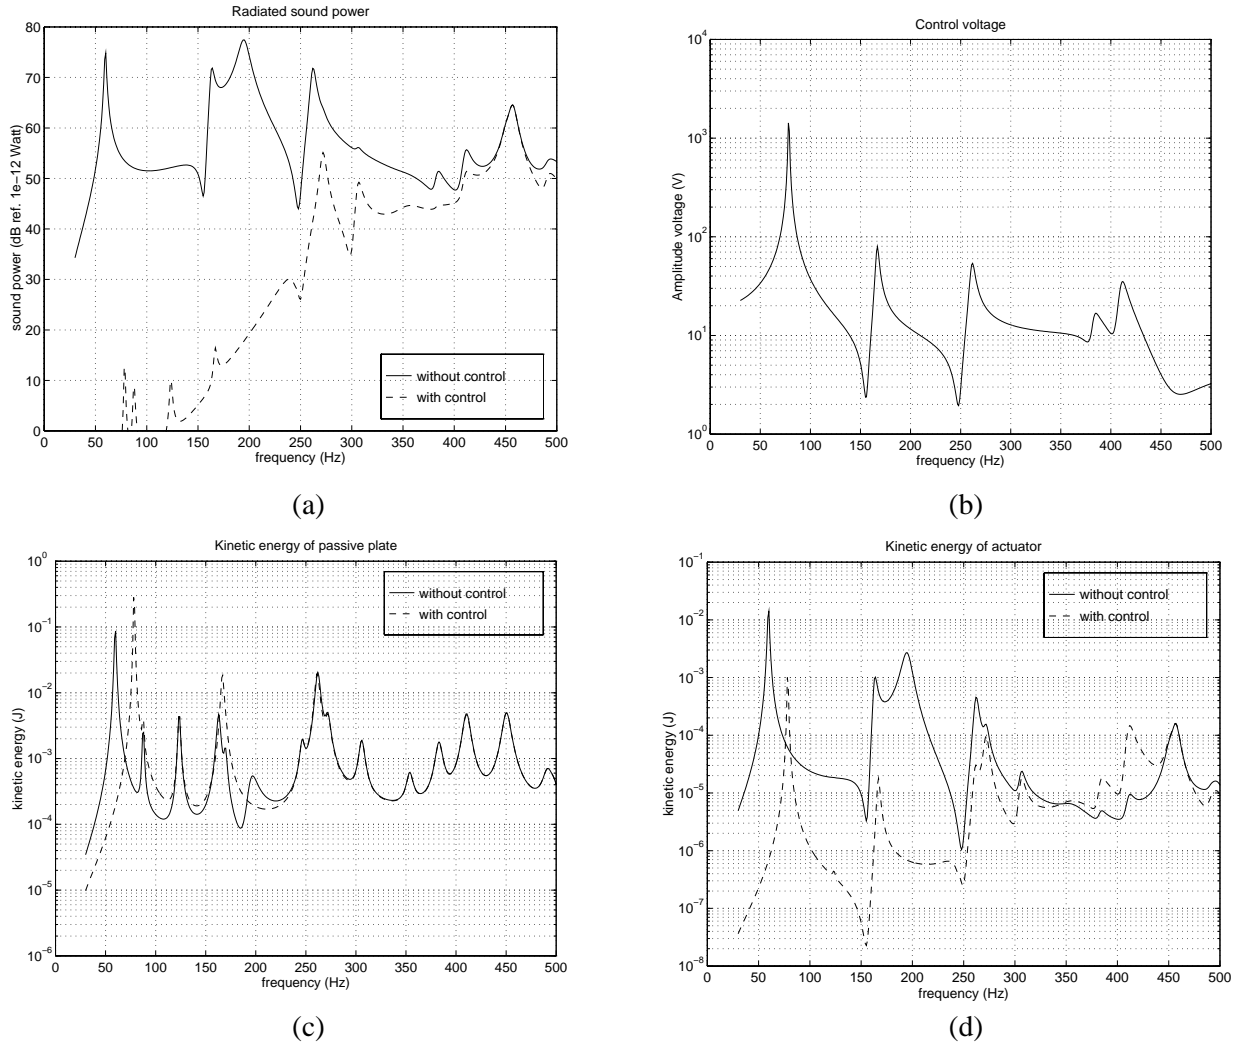 Radiated sound power
80
70
60
50
40
30
20
10
0
sound power (dB ref. 1e−12 Watt)
0 50 100 150 200 250 300 350 400 450 500
frequency (Hz)
without control
with control
(a)
Control voltage
10^4
10^3
10^2
10^1
10^0
Amplitude voltage (V)
0 50 100 150 200 250 300 350 400 450 500
frequency (Hz)
(b)
Kinetic energy of passive plate
10^0
10^−1
10^−2
10^−3
10^−4
10^−5
10^−6
kinetic energy (J)
0 50 100 150 200 250 300 350 400 450 500
frequency (Hz)
without control
with control
(c)
Kinetic energy of actuator
10^−1
10^−2
10^−3
10^−4
10^−5
10^−6
10^−7
10^−8
kinetic energy (J)
0 50 100 150 200 250 300 350 400 450 500
frequency (Hz)
without control
with control
(d)